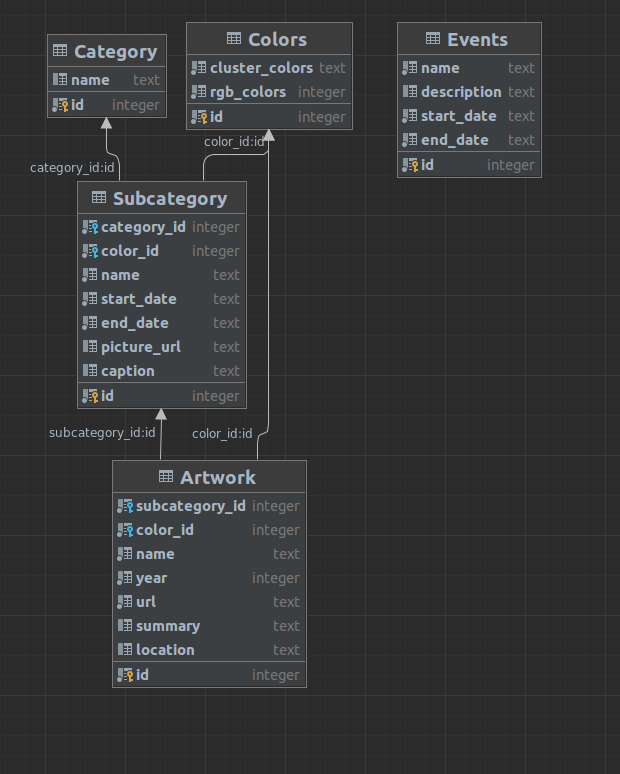 Category
name text
id integer
Colors
cluster_colors text
rgb_colors integer
id integer
Events
name text
description text
start_date text
end_date text
id integer
category_id:id
color_id:id
Subcategory
category_id integer
color_id integer
name text
start_date text
end_date text
picture_url text
caption text
id integer
subcategory_id:id
color_id:id
Artwork
subcategory_id integer
color_id integer
name text
year integer
url text
summary text
location text
id integer